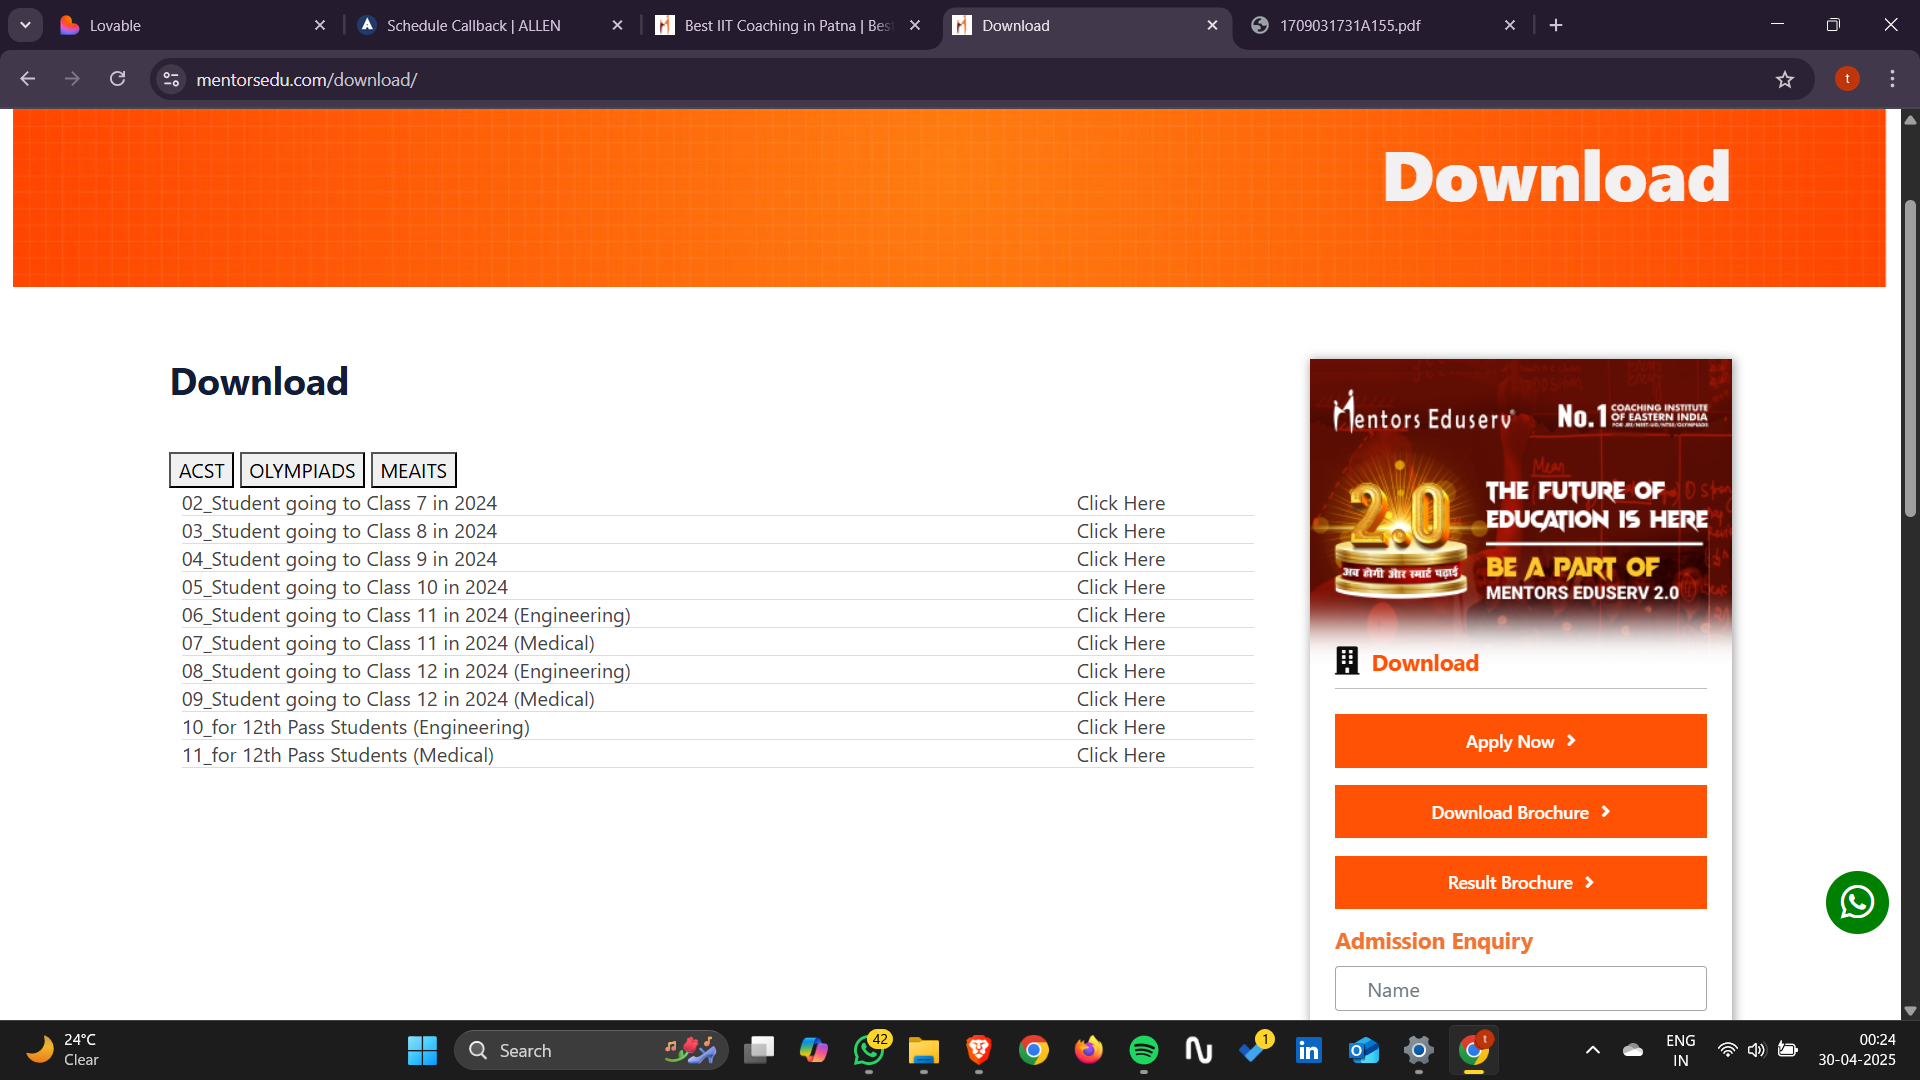 Lovable
Schedule Callback | ALLEN
Best IIT Coaching in Patna | Bes
Download
1709031731A155.pdf
mentorsedu.com/download/
t
Download
Download
ACST
OLYMPIADS
MEAITS
02_Student going to Class 7 in 2024 Click Here
03_Student going to Class 8 in 2024 Click Here
04_Student going to Class 9 in 2024 Click Here
05_Student going to Class 10 in 2024 Click Here
06_Student going to Class 11 in 2024 (Engineering) Click Here
07_Student going to Class 11 in 2024 (Medical) Click Here
08_Student going to Class 12 in 2024 (Engineering) Click Here
09_Student going to Class 12 in 2024 (Medical) Click Here
10_for 12th Pass Students (Engineering) Click Here
11_for 12th Pass Students (Medical) Click Here
Mentors Eduserv®
No.1 COACHING INSTITUTE
OF EASTERN INDIA
FOR JEE/NEET-UG/NTSE/OLYMPIADS
2.0
अब होगी और स्मार्ट पढ़ाई
THE FUTURE OF
EDUCATION IS HERE
BE A PART OF
MENTORS EDUSERV 2.0
Download
Apply Now
Download Brochure
Result Brochure
Admission Enquiry
Name
24°C
Clear
Search
42
1
t
ENG
IN
00:24
30-04-2025